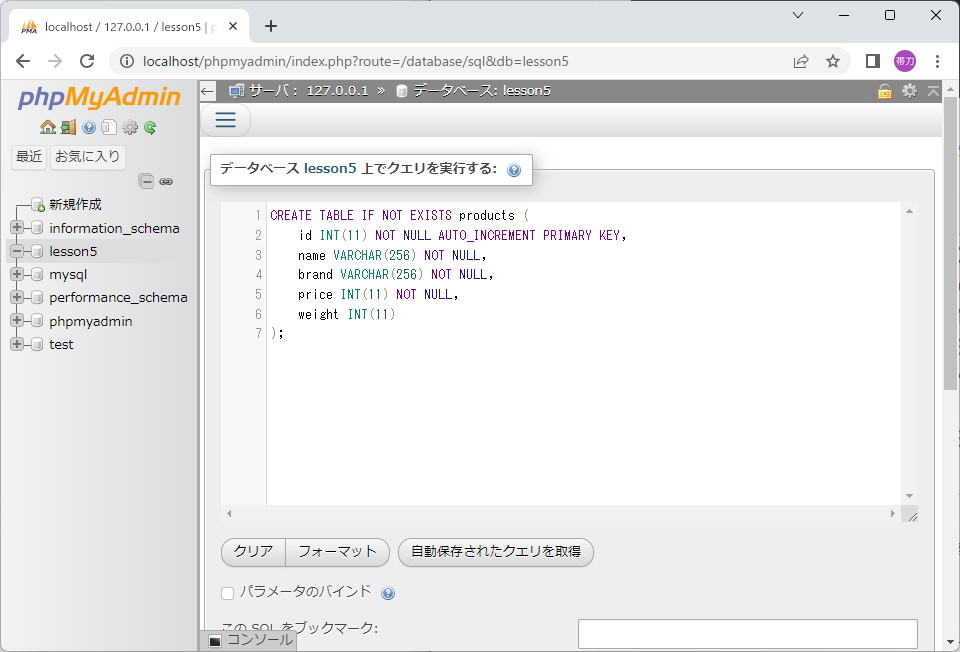 localhost / 127.0.0.1 / lesson5 |
localhost/phpmyadmin/index.php?route=/database/sql&db=lesson5
帯刀
phpMyAdmin
最近 お気に入り
新規作成
information_schema
lesson5
mysql
performance_schema
phpmyadmin
test
サーバ: 127.0.0.1 » データベース: lesson5
データベース lesson5 上でクエリを実行する:
1 CREATE TABLE IF NOT EXISTS products (
2 id INT(11) NOT NULL AUTO_INCREMENT PRIMARY KEY,
3 name VARCHAR(256) NOT NULL,
4 brand VARCHAR(256) NOT NULL,
5 price INT(11) NOT NULL,
6 weight INT(11)
7 );
クリア フォーマット 自動保存されたクエリを取得
パラメータのバインド
この SQL をブックマーク:
コンソール